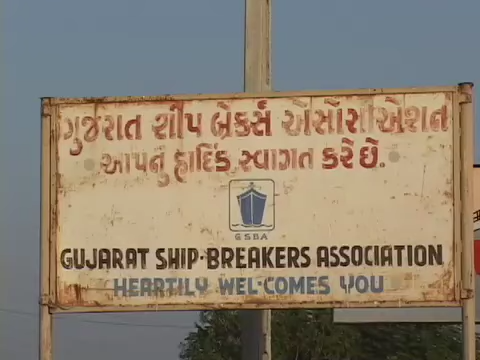 ગુજરાત શીપ બ્રેકર્સ એસોસીએશન
આપનું હાર્દિક સ્વાગત કરે છે.
GSBA
GUJARAT SHIP-BREAKERS ASSOCIATION
HEARTILY WEL-COMES YOU